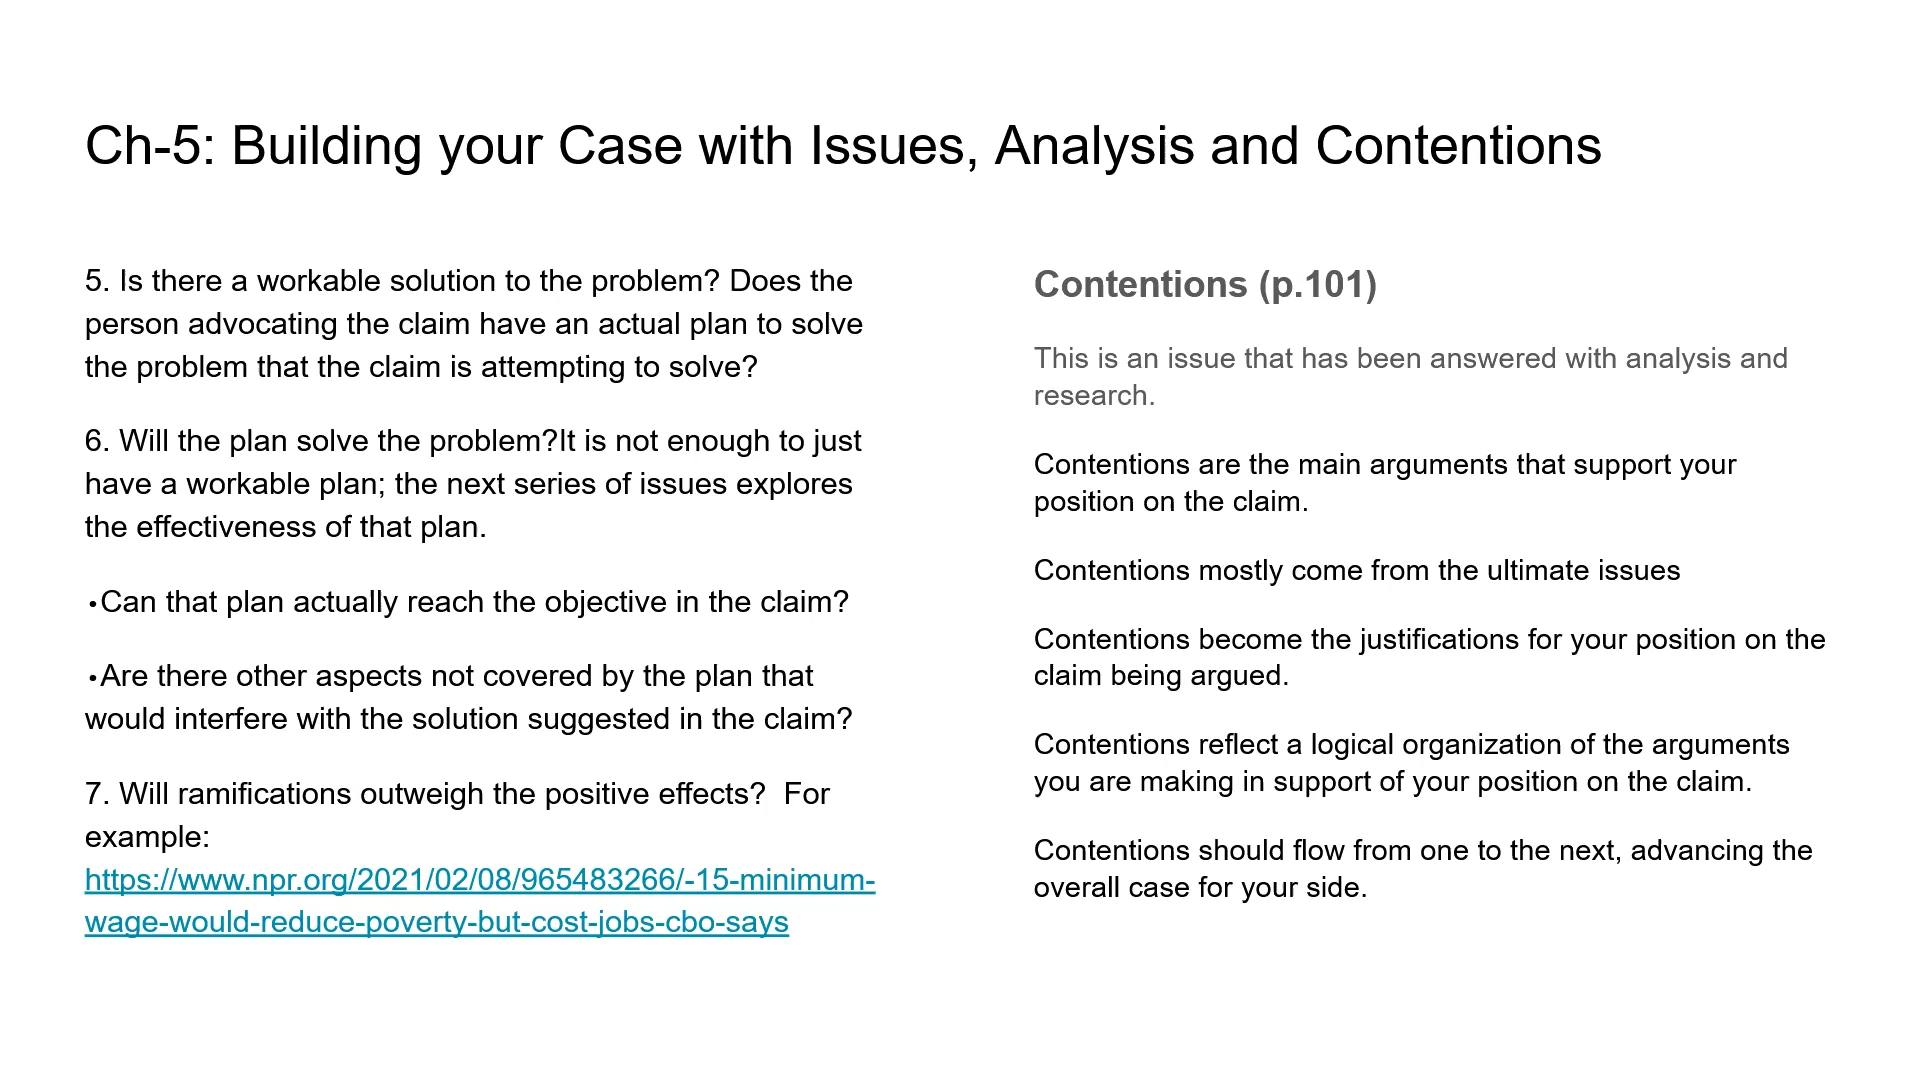 Ch-5: Building your Case with Issues, Analysis and Contentions
5. Is there a workable solution to the problem? Does the
person advocating the claim have an actual plan to solve
the problem that the claim is attempting to solve?
6. Will the plan solve the problem?It is not enough to just
have a workable plan; the next series of issues explores
the effectiveness of that plan.
•Can that plan actually reach the objective in the claim?
•Are there other aspects not covered by the plan that
would interfere with the solution suggested in the claim?
7. Will ramifications outweigh the positive effects?  For
example:
https://www.npr.org/2021/02/08/965483266/-15-minimum-
wage-would-reduce-poverty-but-cost-jobs-cbo-says
Contentions (p.101)
This is an issue that has been answered with analysis and
research.
Contentions are the main arguments that support your
position on the claim.
Contentions mostly come from the ultimate issues
Contentions become the justifications for your position on the
claim being argued.
Contentions reflect a logical organization of the arguments
you are making in support of your position on the claim.
Contentions should flow from one to the next, advancing the
overall case for your side.